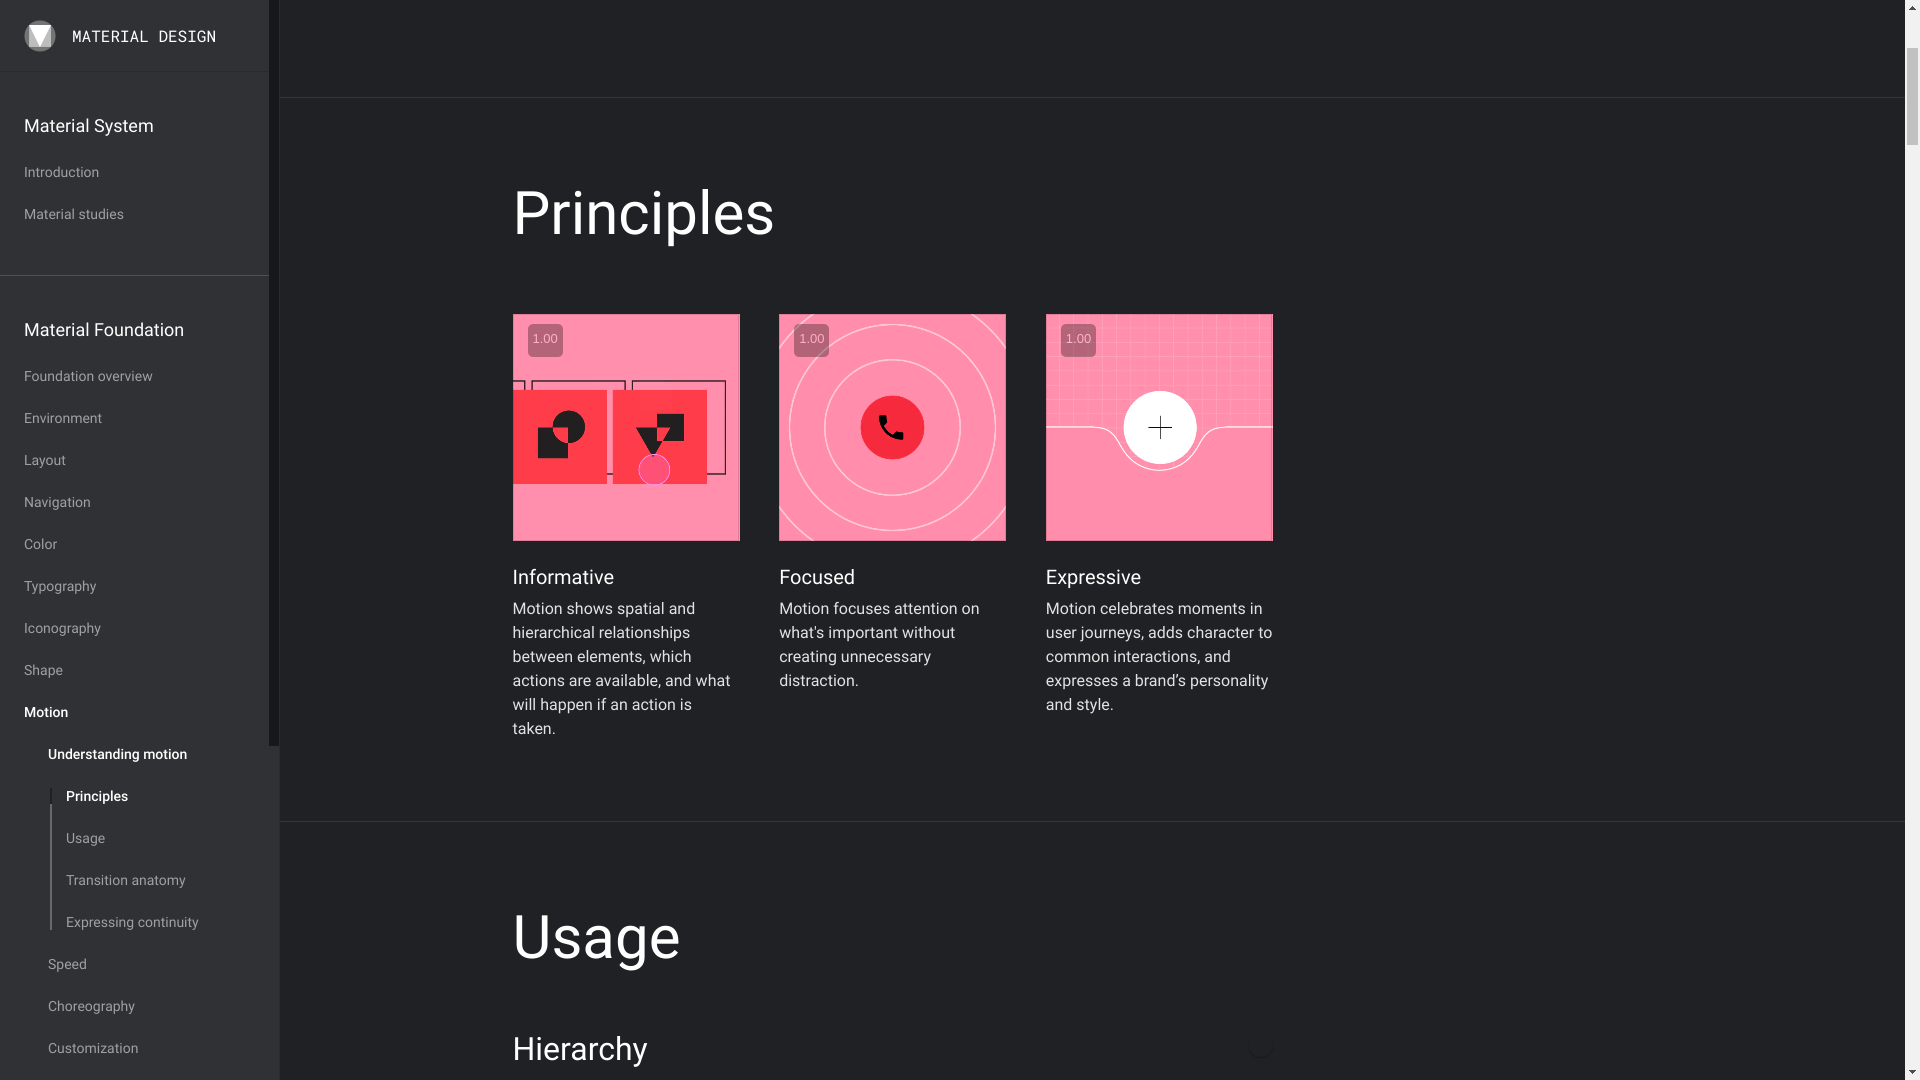 MATERIAL DESIGN
Material System
Introduction
Material studies
Material Foundation
Foundation overview
Environment
Layout
Navigation
Color
Typography
Iconography
Shape
Motion
Understanding motion
Principles
Usage
Transition anatomy
Expressing continuity
Speed
Choreography
Customization
Principles
1.00
1.00
1.00
Informative
Motion shows spatial and
hierarchical relationships
between elements, which
actions are available, and what
will happen if an action is
taken.
Focused
Motion focuses attention on
what's important without
creating unnecessary
distraction.
Expressive
Motion celebrates moments in
user journeys, adds character to
common interactions, and
expresses a brand’s personality
and style.
Usage
Hierarchy